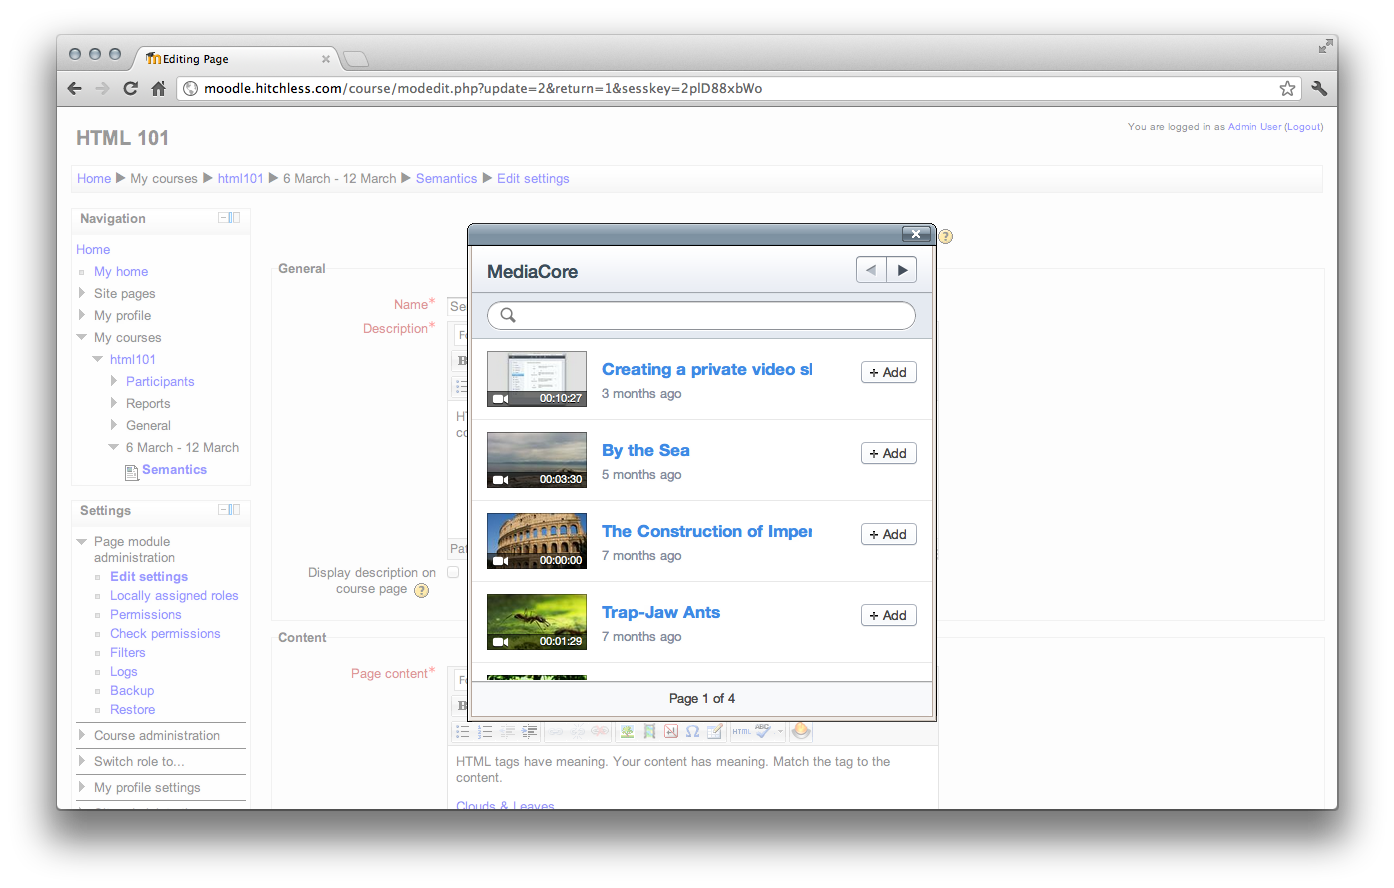 Editing Page
moodle.hitchless.com/course/modedit.php?update=2&return=1&sesskey=2plD88xbWo
HTML 101
You are logged in as Admin User (Logout)
Home ▶ My courses ▶ html101 ▶ 6 March - 12 March ▶ Semantics ▶ Edit settings
Navigation
Home
My home
Site pages
My profile
My courses
html101
Participants
Reports
General
6 March - 12 March
Semantics
Settings
Page module
administration
Edit settings
Locally assigned roles
Permissions
Check permissions
Filters
Logs
Backup
Restore
Course administration
Switch role to...
My profile settings
General
Name*
Se
Description*
B
HT
co
Pat
Display description on
course page
Content
Page content*
B
HTML
ABC
HTML tags have meaning. Your content has meaning. Match the tag to the
content.
Clouds & Leaves
MediaCore
Creating a private video sl
3 months ago
00:10:27
+ Add
By the Sea
5 months ago
00:03:30
+ Add
The Construction of Imper
7 months ago
00:00:00
+ Add
Trap-Jaw Ants
7 months ago
00:01:29
+ Add
Page 1 of 4